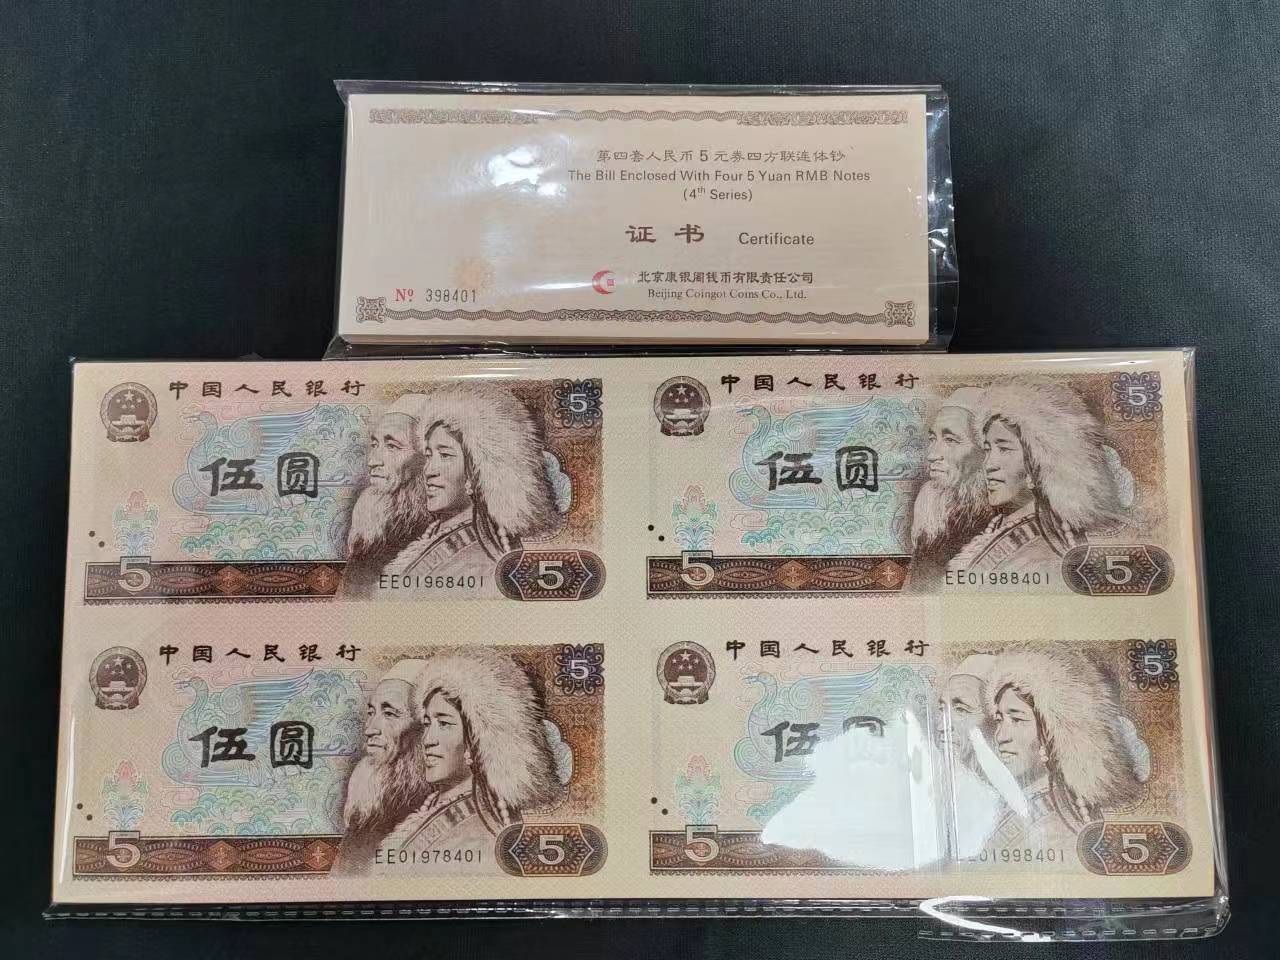 第四套人民币5元券四方联连体钞
The Bill Enclosed With Four 5 Yuan RMB Notes
(4th Series)
证书 Certificate
北京康银阁钱币有限责任公司
Beijing Coingot Coins Co., Ltd.
№ 398401
中国人民银行
5
伍圆
5
EE01968401
5
中国人民银行
5
伍圆
5
EE01988401
5
中国人民银行
5
伍圆
5
EE01978401
5
中国人民银行
5
伍圆
5
EE01998401
5